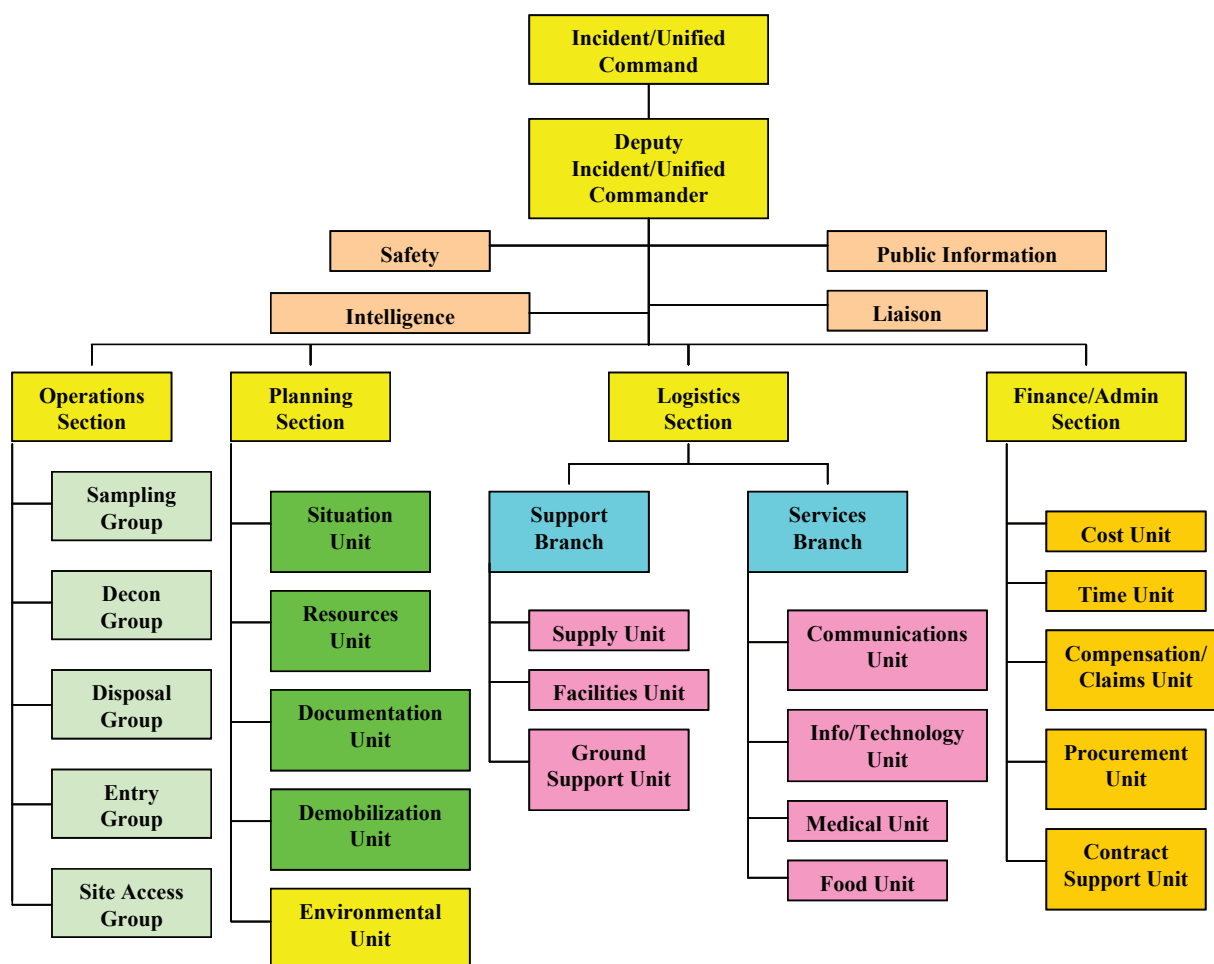 Incident/Unified
Command
Deputy
Incident/Unified
Commander
Safety
Public Information
Intelligence
Liaison
Operations
Section
Planning
Section
Logistics
Section
Finance/Admin
Section
Sampling
Group
Decon
Group
Disposal
Group
Entry
Group
Site Access
Group
Situation
Unit
Resources
Unit
Documentation
Unit
Demobilization
Unit
Environmental
Unit
Support
Branch
Supply Unit
Facilities Unit
Ground
Support Unit
Services
Branch
Communications
Unit
Info/Technology
Unit
Medical Unit
Food Unit
Cost Unit
Time Unit
Compensation/
Claims Unit
Procurement
Unit
Contract
Support Unit